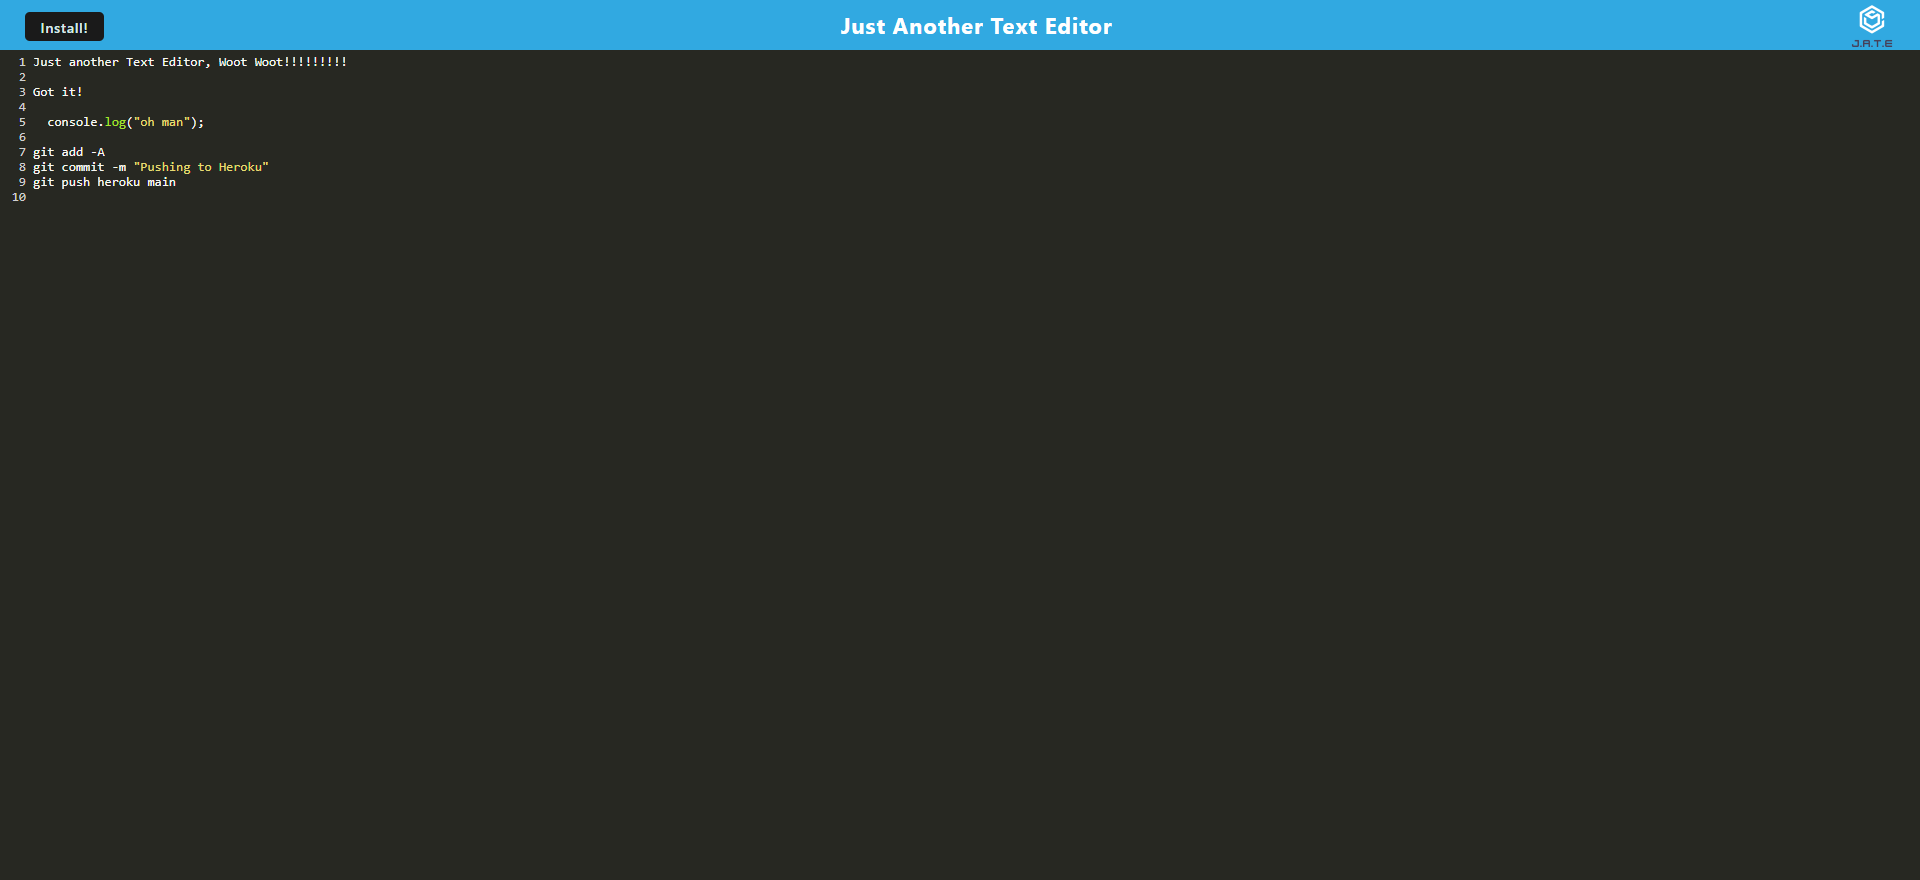 Install!
Just Another Text Editor
J.A.T.E
1 Just another Text Editor, Woot Woot!!!!!!!!!
2
3 Got it!
4
5   console.log("oh man");
6
7 git add -A
8 git commit -m "Pushing to Heroku"
9 git push heroku main
10